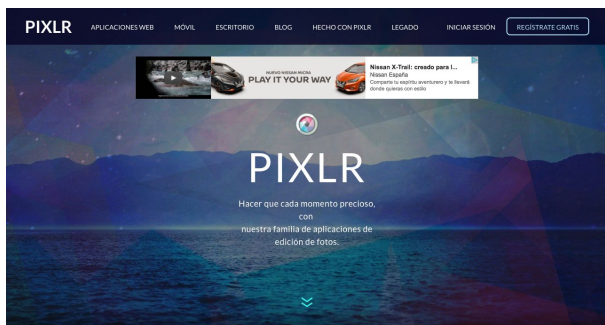 PIXLR
APLICACIONES WEB
MÓVIL
ESCRITORIO
BLOG
HECHO CON PIXLR
LEGADO
INICIAR SESIÓN
REGÍSTRATE GRATIS
NUEVO NISSAN MICRA
PLAY IT YOUR WAY
Nissan X-Trail: creado para l...
Nissan España
Comparte tu espíritu aventurero y te llevará
donde quieras con estilo
PIXLR
Hacer que cada momento precioso,
con
nuestra familia de aplicaciones de
edición de fotos.